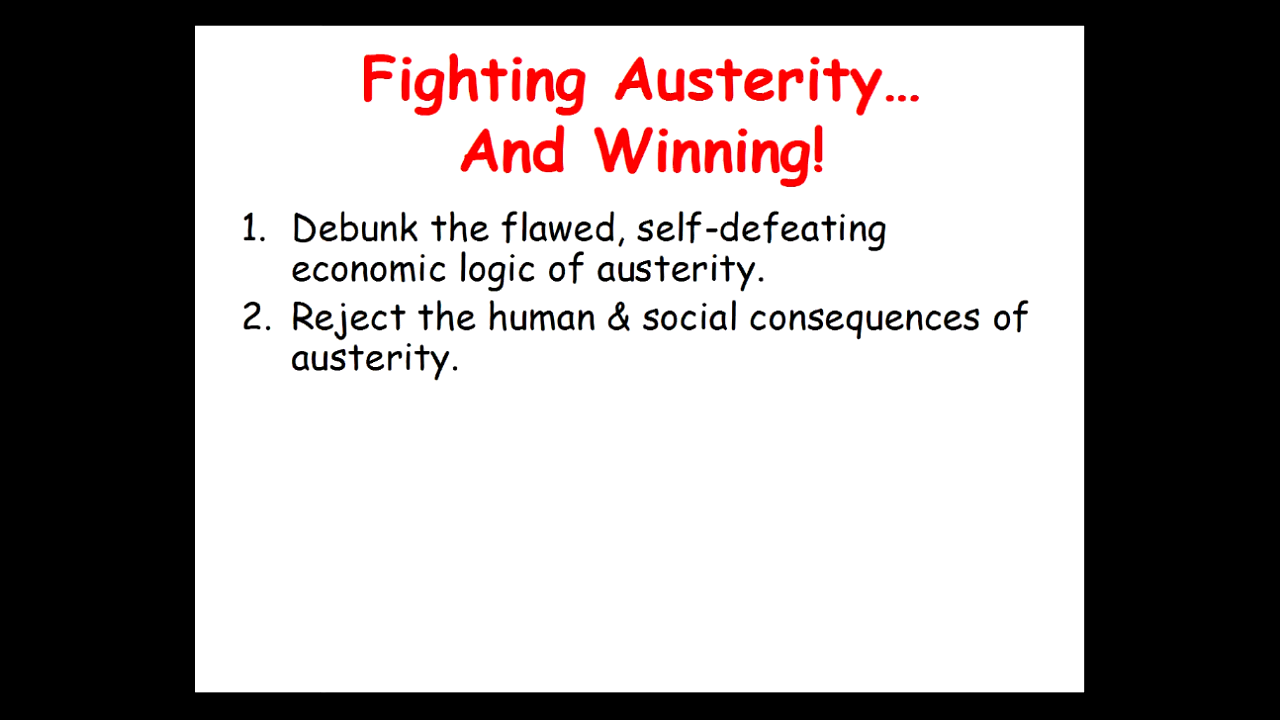 Fighting Austerity...
And Winning!
1. Debunk the flawed, self-defeating
economic logic of austerity.
2. Reject the human & social consequences of
austerity.